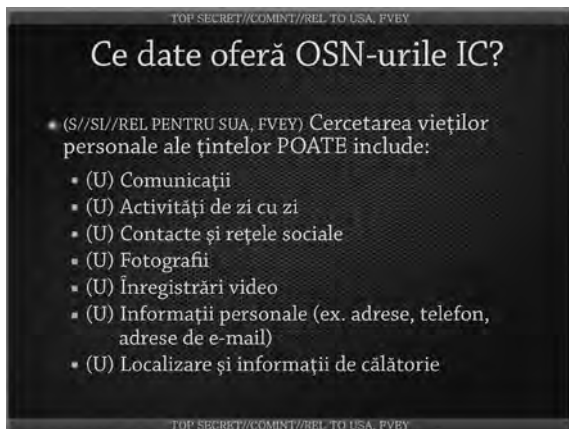 TOP SECRET//COMINT//REL TO USA, FVEY
Ce date oferă OSN-urile IC?
(S//SI//REL PENTRU SUA, FVEY) Cercetarea vieților
personale ale țintelor POATE include:
(U) Comunicații
(U) Activități de zi cu zi
(U) Contacte și rețele sociale
(U) Fotografii
(U) Înregistrări video
(U) Informații personale (ex. adrese, telefon,
adrese de e-mail)
(U) Localizare și informații de călătorie
TOP SECRET//COMINT//REL TO USA, FVEY